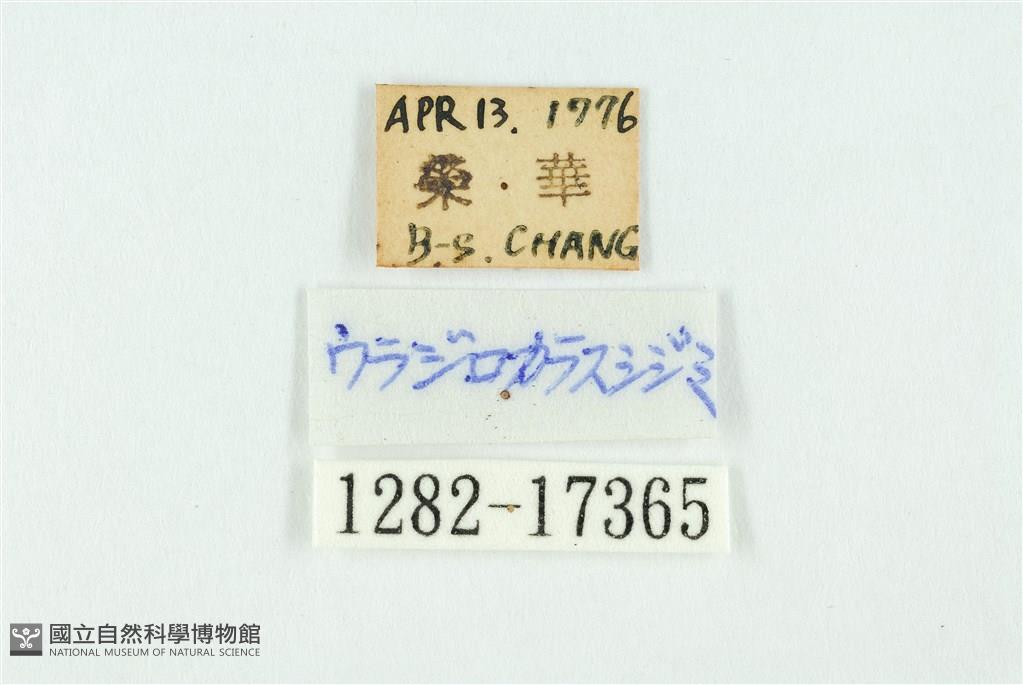 APR 13. 1976
榮 · 華
B-S. CHANG
ウラジロカラスシジミ
1282-17365
國立自然科學博物館
NATIONAL MUSEUM OF NATURAL SCIENCE